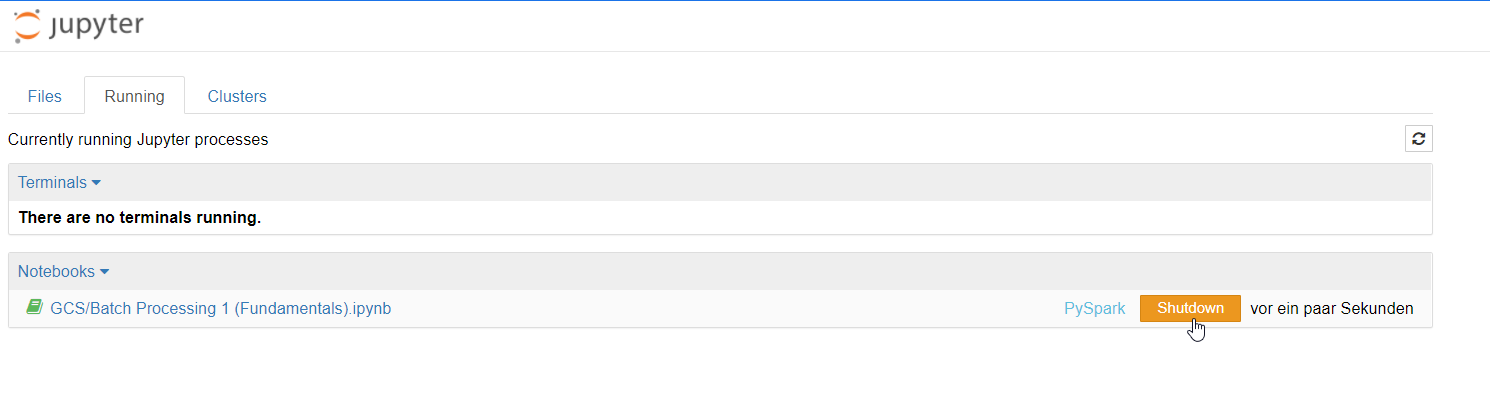 jupyter
Files Running Clusters
Currently running Jupyter processes
Terminals
There are no terminals running.
Notebooks
GCS/Batch Processing 1 (Fundamentals).ipynb PySpark Shutdown vor ein paar Sekunden